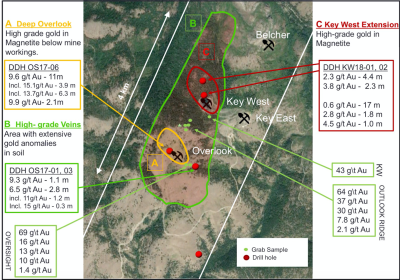 A Deep Overlook
High grade gold in
Magnetite below mine
workings.
DDH OS17-06
9.6 g/t Au - 11m
Incl. 15.1g/t Au - 3.9 m
Incl. 13.7g/t Au - 6.3 m
9.9 g/t Au - 2.1m
B High- grade Veins
Area with extensive
gold anomalies
in soil
DDH OS17-01, 03
9.3 g/t Au - 1.1 m
6.5 g/t Au - 2.8 m
incl. 11g/t Au - 1.2 m
Incl. 15 g/t Au - 0.3 m
OVERSIGHT
69 g/t Au
16 g/t Au
13 g/t Au
10 g/t Au
1.4 g/t Au
4 km
B
C
A
Belcher
Key West
Key East
Overlook
Grab Sample
Drill hole
C Key West Extension
High-grade gold in
Magnetite
DDH KW18-01, 02
2.3 g/t Au - 4.4 m
3.8 g/t Au - 2.3 m
0.6 g/t Au - 17 m
2.8 g/t Au - 1.8 m
4.5 g/t Au - 1.0 m
43 g/t Au
KW
64 g/t Au
37 g/t Au
30 g/t Au
7.8 g/t Au
2.1 g/t Au
OUTLOOK RIDGE